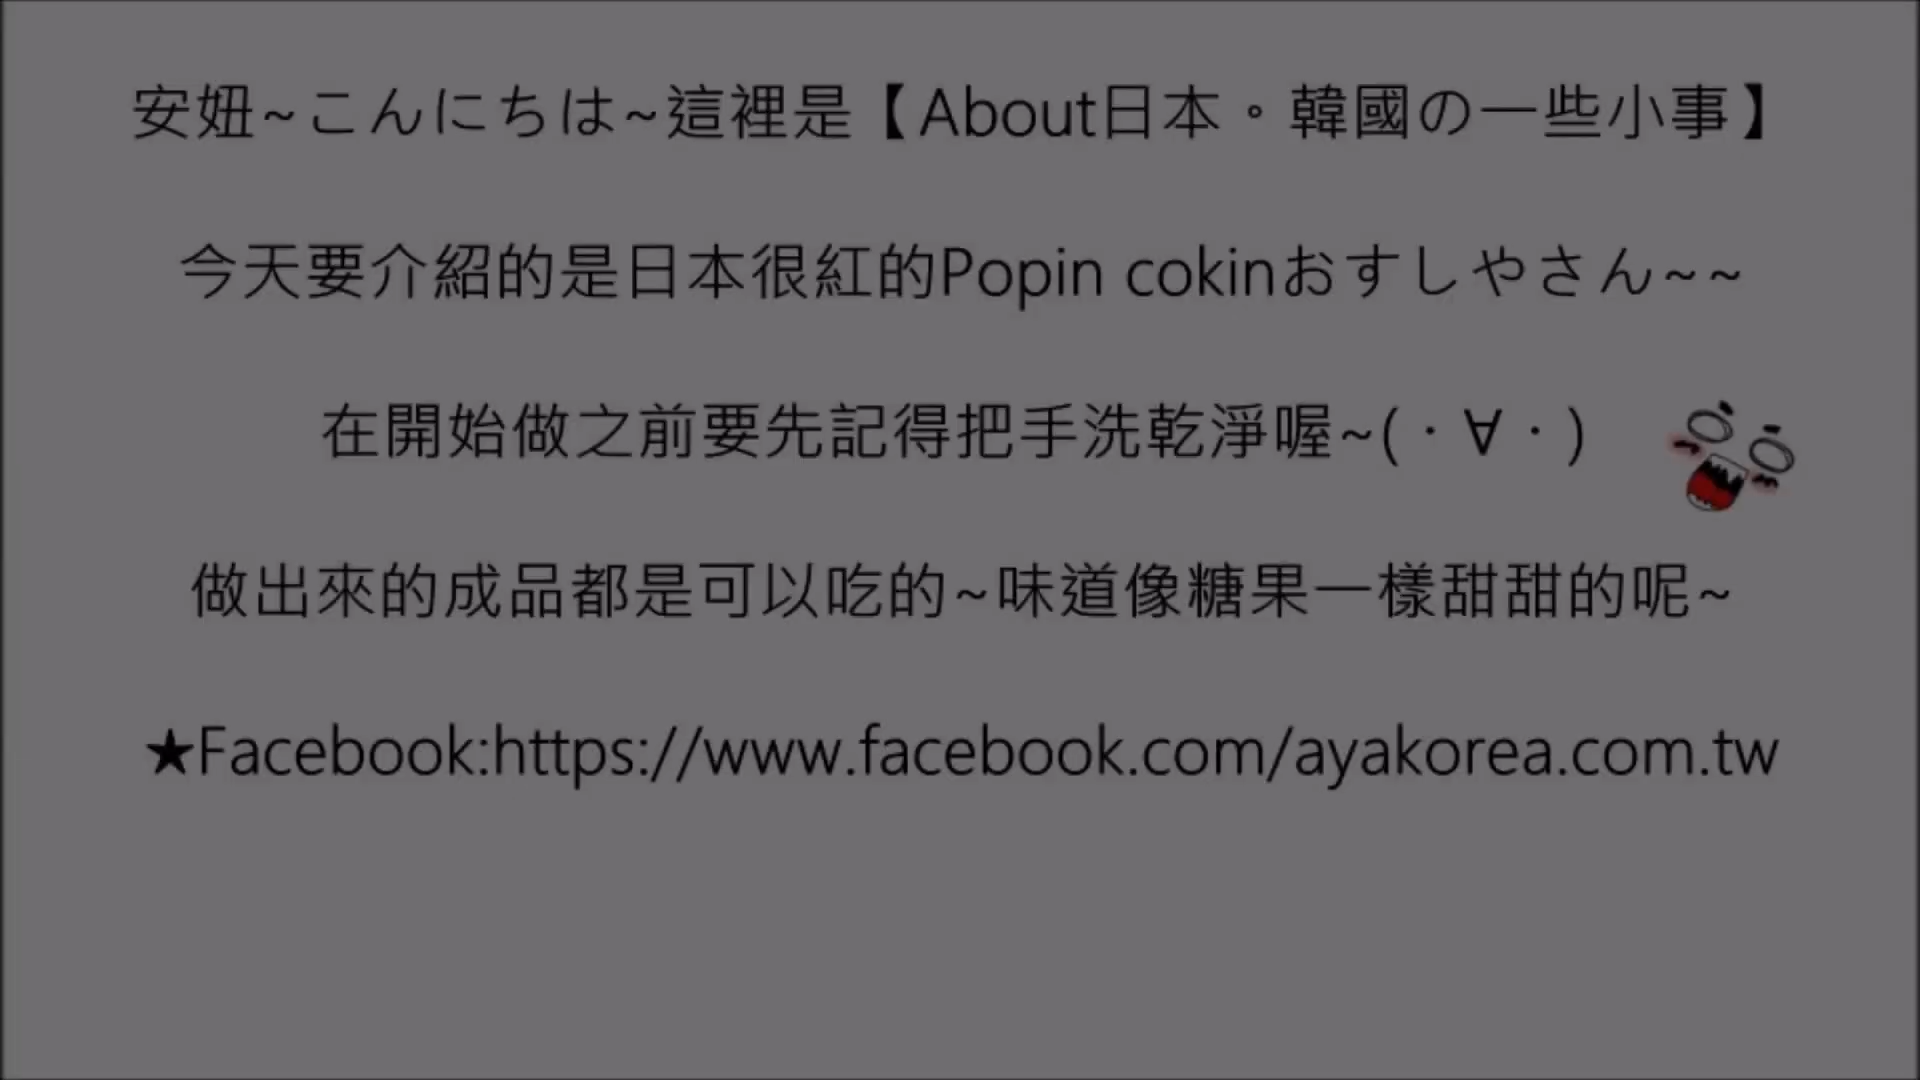 安妞~こんにちは~這裡是【About日本。韓國の一些小事】
今天要介紹的是日本很紅的Popin cokinおすしやさん~~
在開始做之前要先記得把手洗乾淨喔~(・∀・)
做出來的成品都是可以吃的~味道像糖果一樣甜甜的呢~
★Facebook:https://www.facebook.com/ayakorea.com.tw